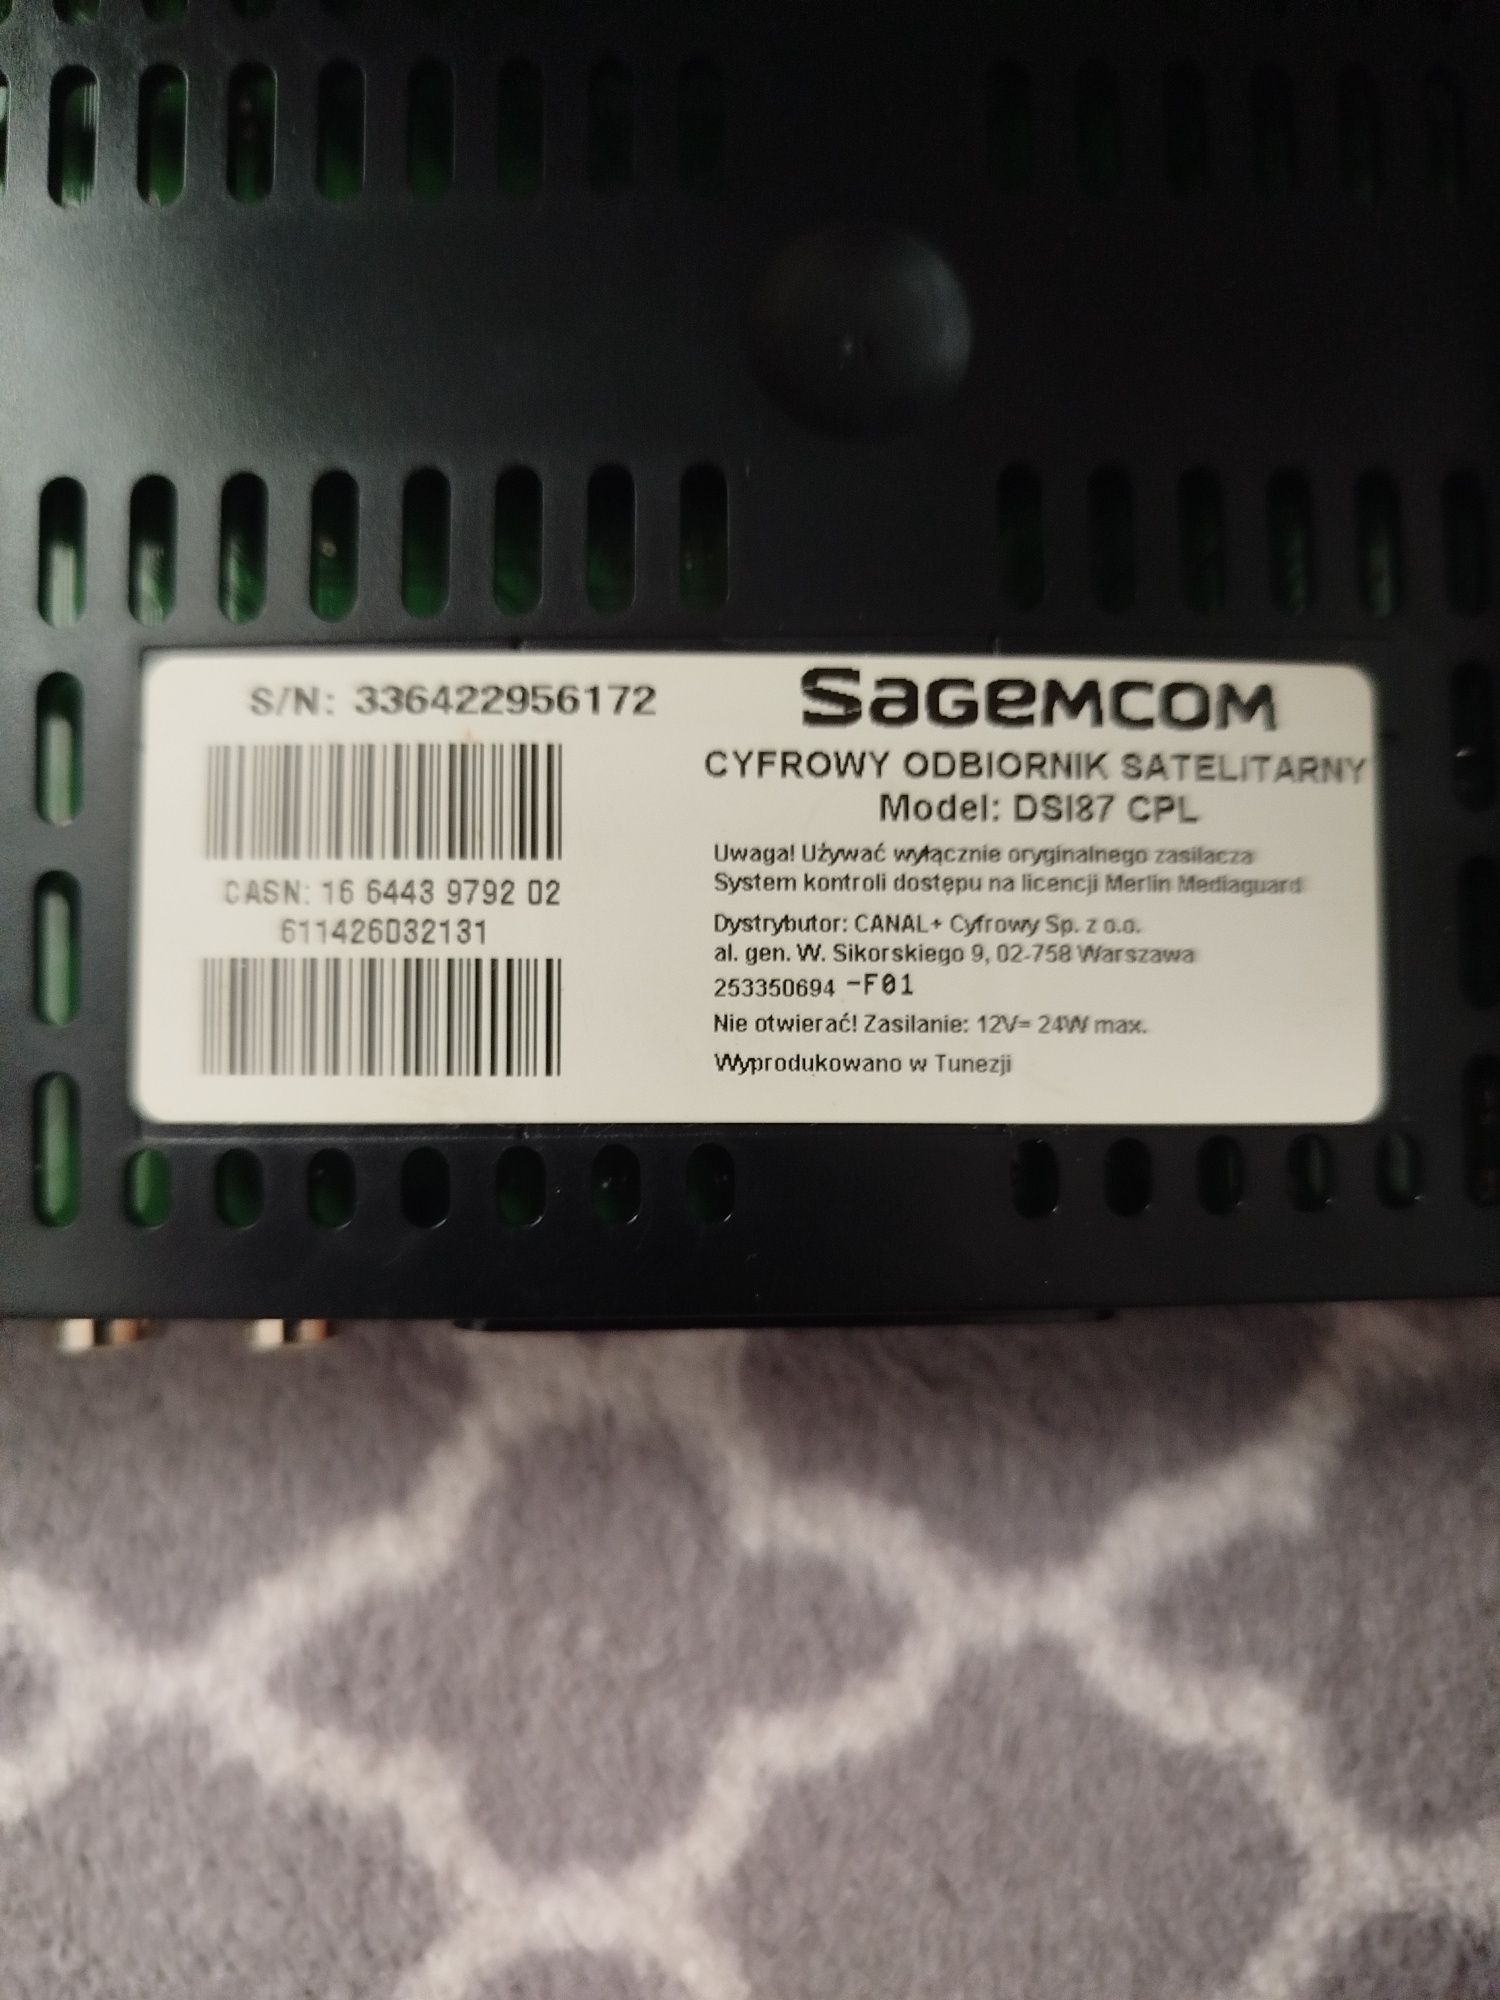 S/N: 336422956172
CASN: 16 6443 9792 02
611426032131
SAGEMCOM
CYFROWY ODBIORNIK SATELITARNY
Model: DSI87 CPL
Uwaga! Używać wyłącznie oryginalnego zasilacza
System kontroli dostępu na licencji Merlin Mediaguard
Dystrybutor: CANAL+ Cyfrowy Sp. z o.o.
al. gen. W. Sikorskiego 9, 02-758 Warszawa
253350694 -F01
Nie otwierać! Zasilanie: 12V= 24W max.
Wyprodukowano w Tunezji